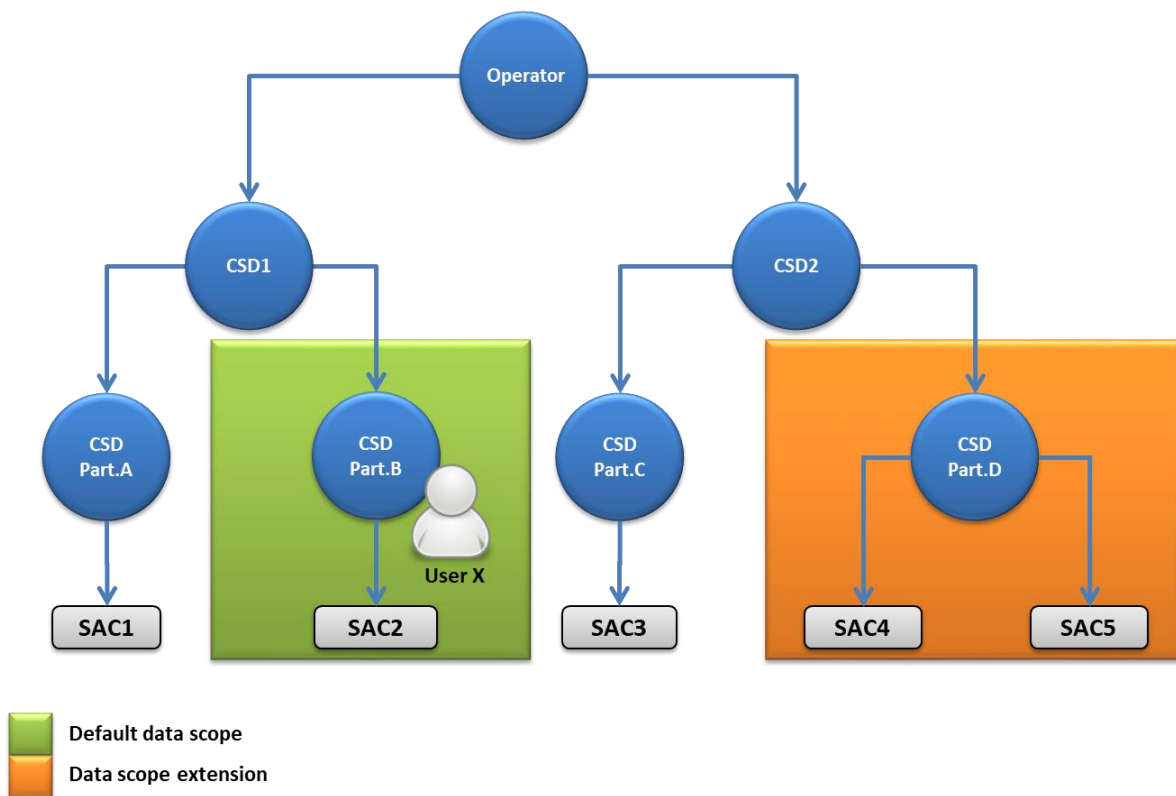 Operator
CSD1
CSD2
CSD
Part.A
CSD
Part.B
CSD
Part.C
CSD
Part.D
User X
SAC1
SAC2
SAC3
SAC4
SAC5
Default data scope
Data scope extension